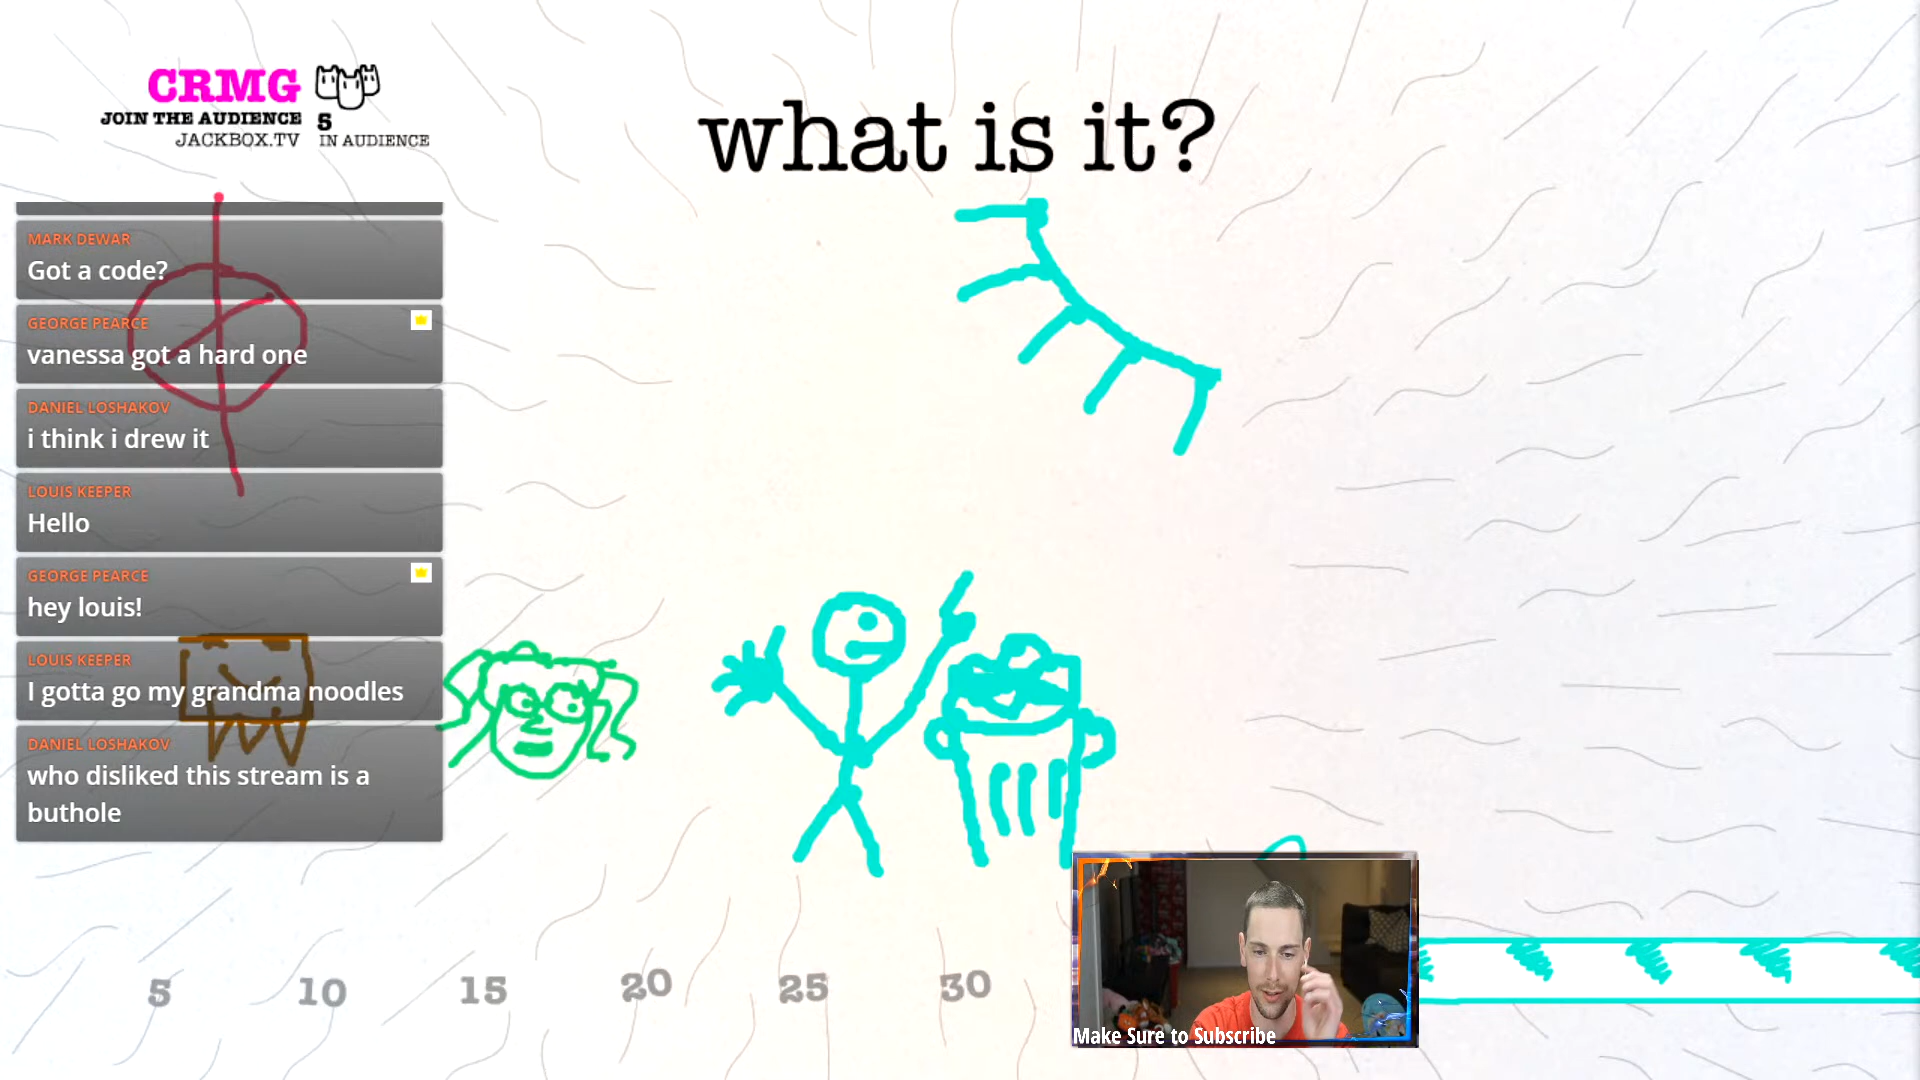 CRMG
JOIN THE AUDIENCE
JACKBOX.TV
5
IN AUDIENCE
what is it?
MARK DEWAR
Got a code?
GEORGE PEARCE
vanessa got a hard one
DANIEL LOSHAKOV
i think i drew it
LOUIS KEEPER
Hello
GEORGE PEARCE
hey louis!
LOUIS KEEPER
I gotta go my grandma noodles
DANIEL LOSHAKOV
who disliked this stream is a
buthole
5 10 15 20 25 30
Make Sure to Subscribe